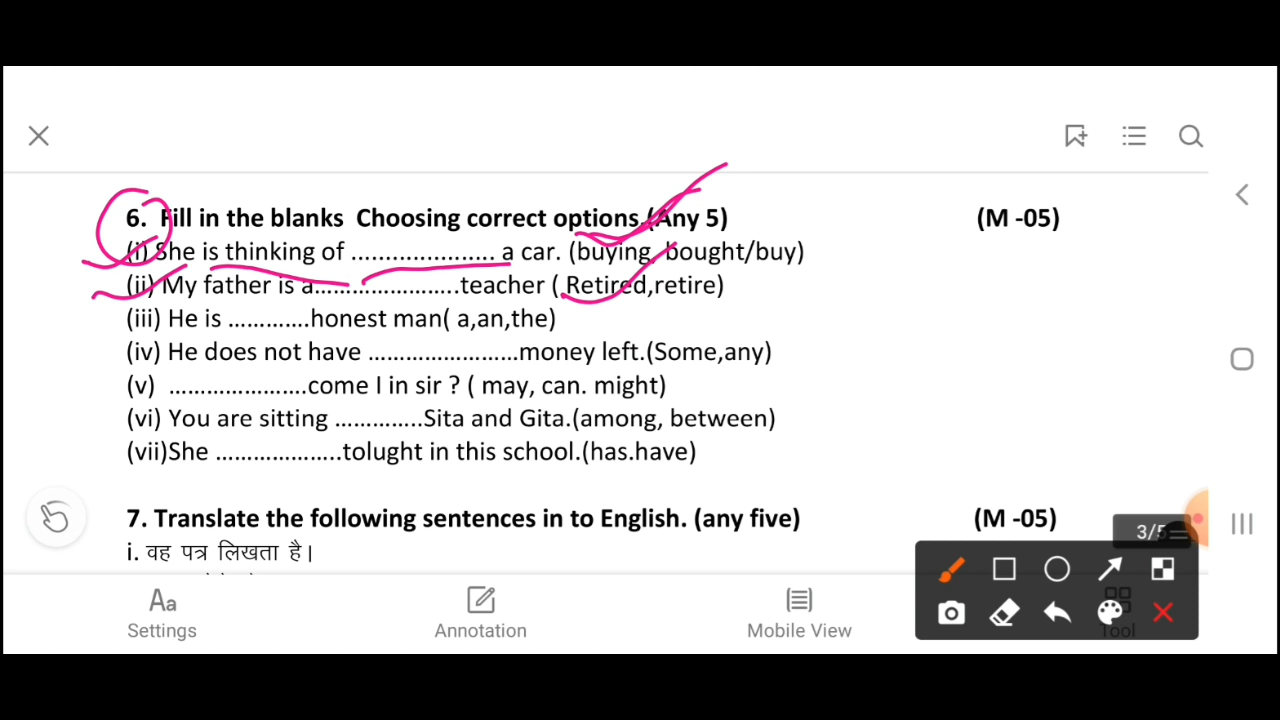 6. Fill in the blanks Choosing correct options.(Any 5) (M -05)
(i) She is thinking of ..................... a car. (buying, bought/buy)
(ii) My father is a........................teacher ( Retired,retire)
(iii) He is ............honest man( a,an,the)
(iv) He does not have ........................money left.(Some,any)
(v) .....................come I in sir ? ( may, can. might)
(vi) You are sitting .............Sita and Gita.(among, between)
(vii)She ...................tolught in this school.(has.have)
7. Translate the following sentences in to English. (any five) (M -05)
i. वह पत्र लिखता है।
3/5
Aa
Settings
Annotation
Mobile View
Tool